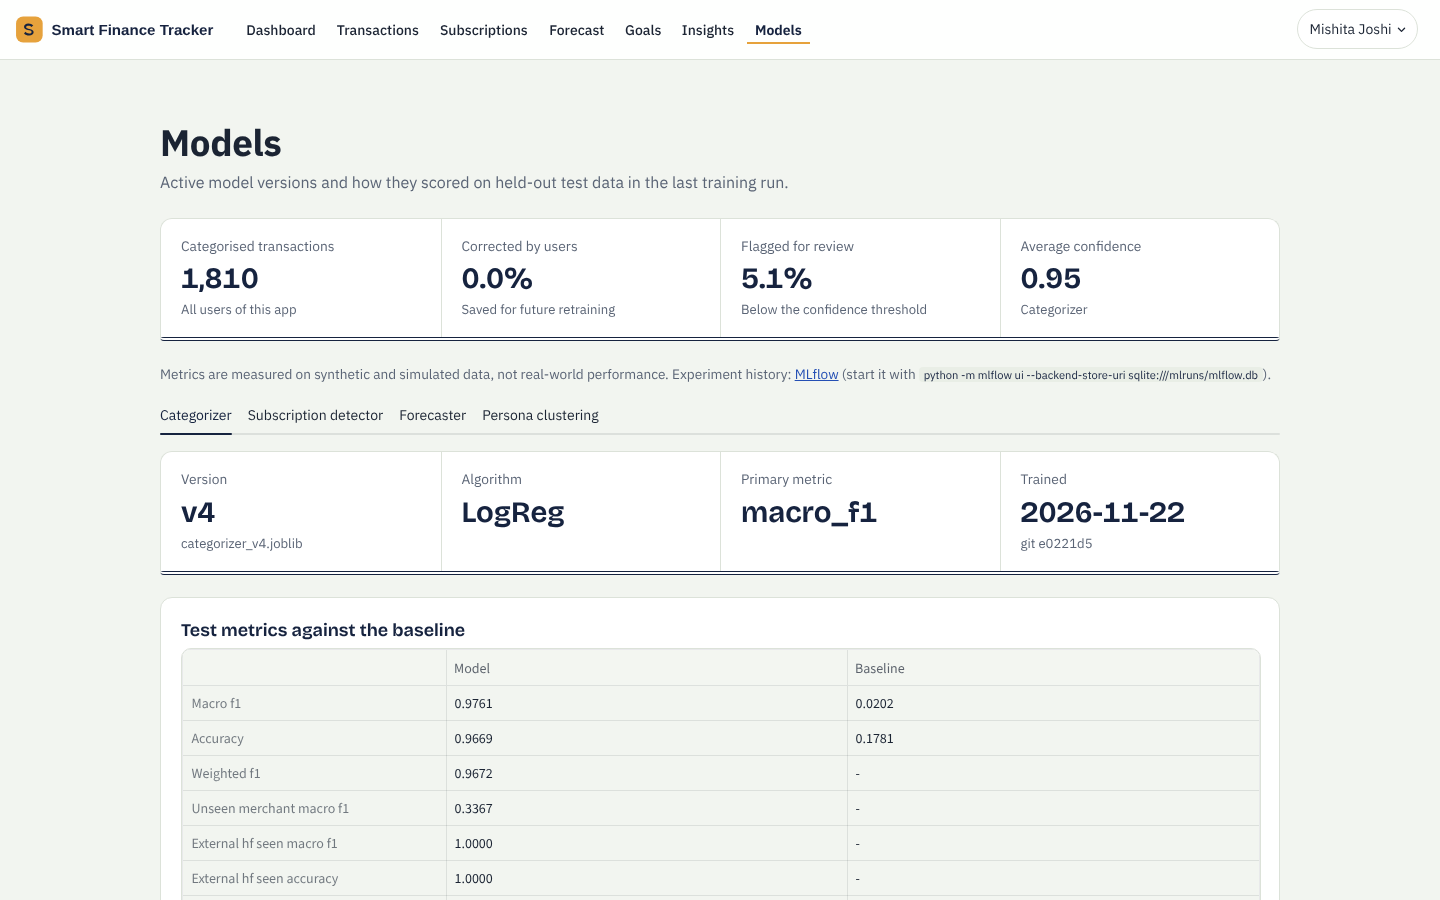 S Smart Finance Tracker Dashboard Transactions Subscriptions Forecast Goals Insights Models Mishita Joshi
Models
Active model versions and how they scored on held-out test data in the last training run.
Categorised transactions Corrected by users Flagged for review Average confidence
1,810 0.0% 5.1% 0.95
All users of this app Saved for future retraining Below the confidence threshold Categorizer
Metrics are measured on synthetic and simulated data, not real-world performance. Experiment history: MLflow (start it with python -m mlflow ui --backend-store-uri sqlite:///mlruns/mlflow.db ).
Categorizer Subscription detector Forecaster Persona clustering
Version Algorithm Primary metric Trained
v4 LogReg macro_f1 2026-11-22
categorizer_v4.joblib git e0221d5
Test metrics against the baseline
Model Baseline
Macro f1 0.9761 0.0202
Accuracy 0.9669 0.1781
Weighted f1 0.9672 -
Unseen merchant macro f1 0.3367 -
External hf seen macro f1 1.0000 -
External hf seen accuracy 1.0000 -